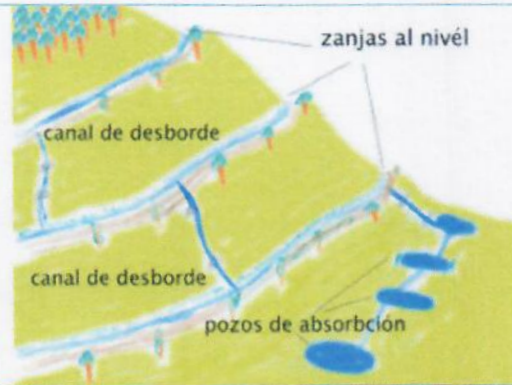 zanjas al nivél
canal de desborde
canal de desborde
pozos de absorbción